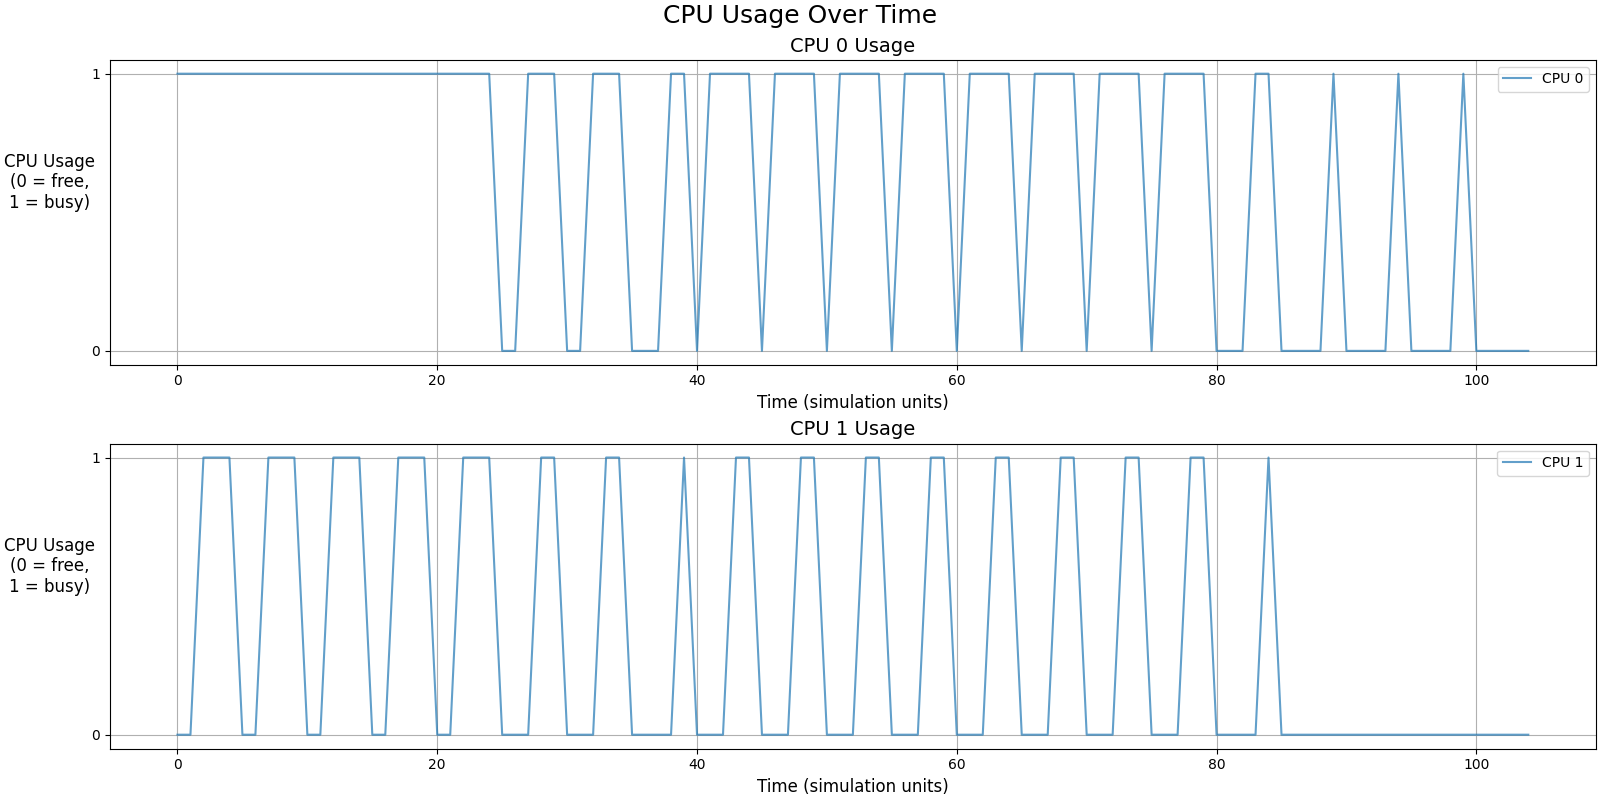 CPU Usage Over Time
CPU 0 Usage
1
CPU 0
CPU Usage
(0 = free,
1 = busy)
0
0 20 40 60 80 100
Time (simulation units)
CPU 1 Usage
1
CPU 1
CPU Usage
(0 = free,
1 = busy)
0
0 20 40 60 80 100
Time (simulation units)